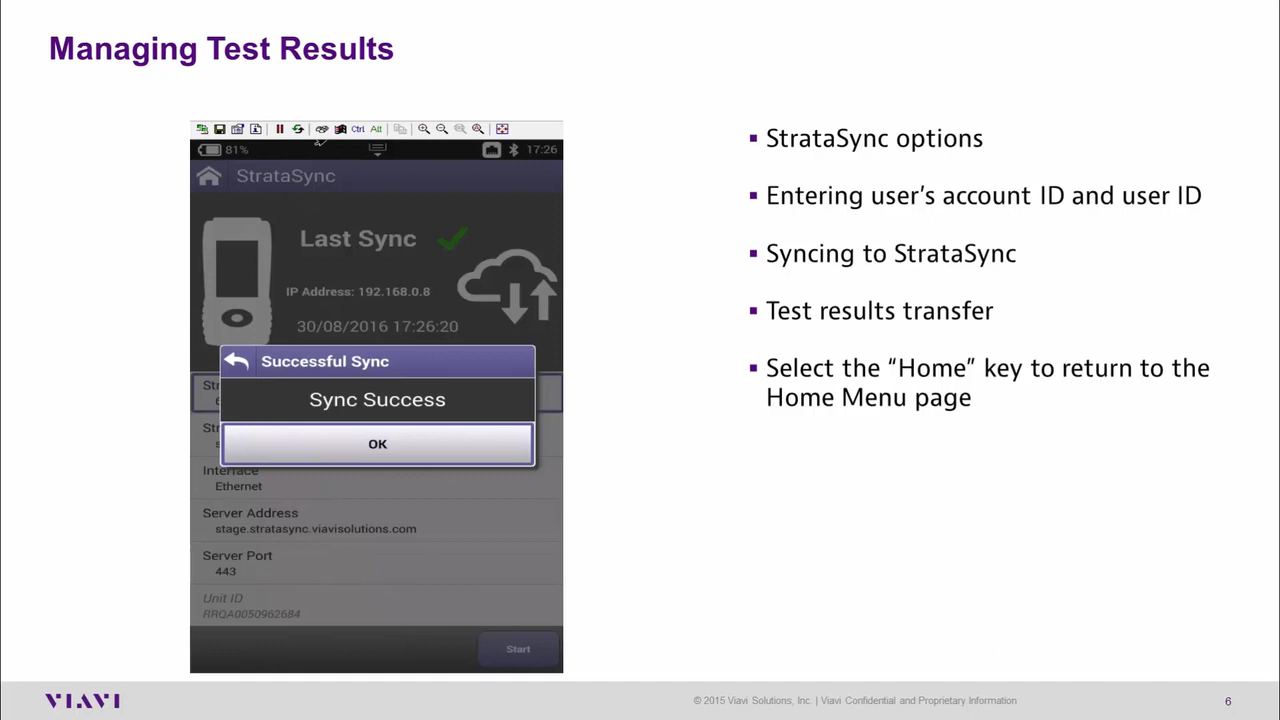 Managing Test Results
Ctrl Alt
81%
17:26
StrataSync
Last Sync
IP Address: 192.168.0.8
30/08/2016 17:26:20
Successful Sync
Sync Success
OK
Interface
Ethernet
Server Address
stage.stratasync.viavisolutions.com
Server Port
443
Unit ID
RRQA0050962684
Start
▪ StrataSync options
▪ Entering user’s account ID and user ID
▪ Syncing to StrataSync
▪ Test results transfer
▪ Select the “Home” key to return to the
Home Menu page
VIAVI
© 2015 Viavi Solutions, Inc. | Viavi Confidential and Proprietary Information
6